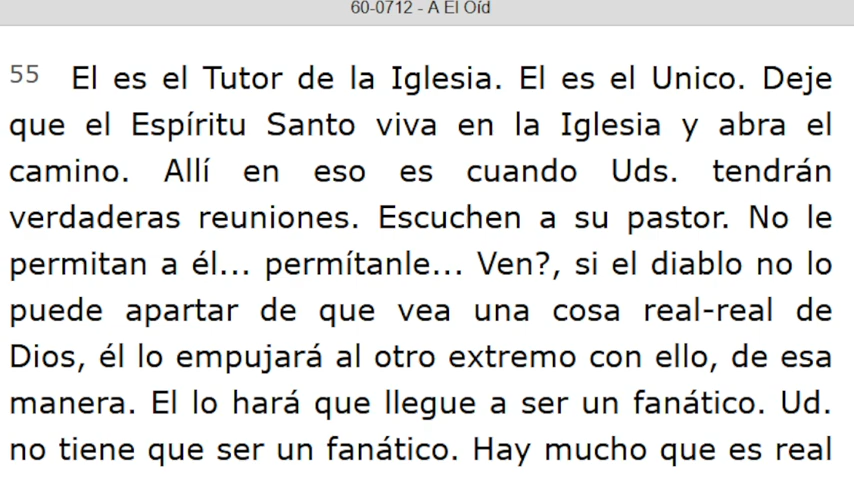 60-0712 - A El Oíd
55 El es el Tutor de la Iglesia. El es el Unico. Deje
que el Espíritu Santo viva en la Iglesia y abra el
camino. Allí en eso es cuando Uds. tendrán
verdaderas reuniones. Escuchen a su pastor. No le
permitan a él... permítanle... Ven?, si el diablo no lo
puede apartar de que vea una cosa real-real de
Dios, él lo empujará al otro extremo con ello, de esa
manera. El lo hará que llegue a ser un fanático. Ud.
no tiene que ser un fanático. Hay mucho que es real